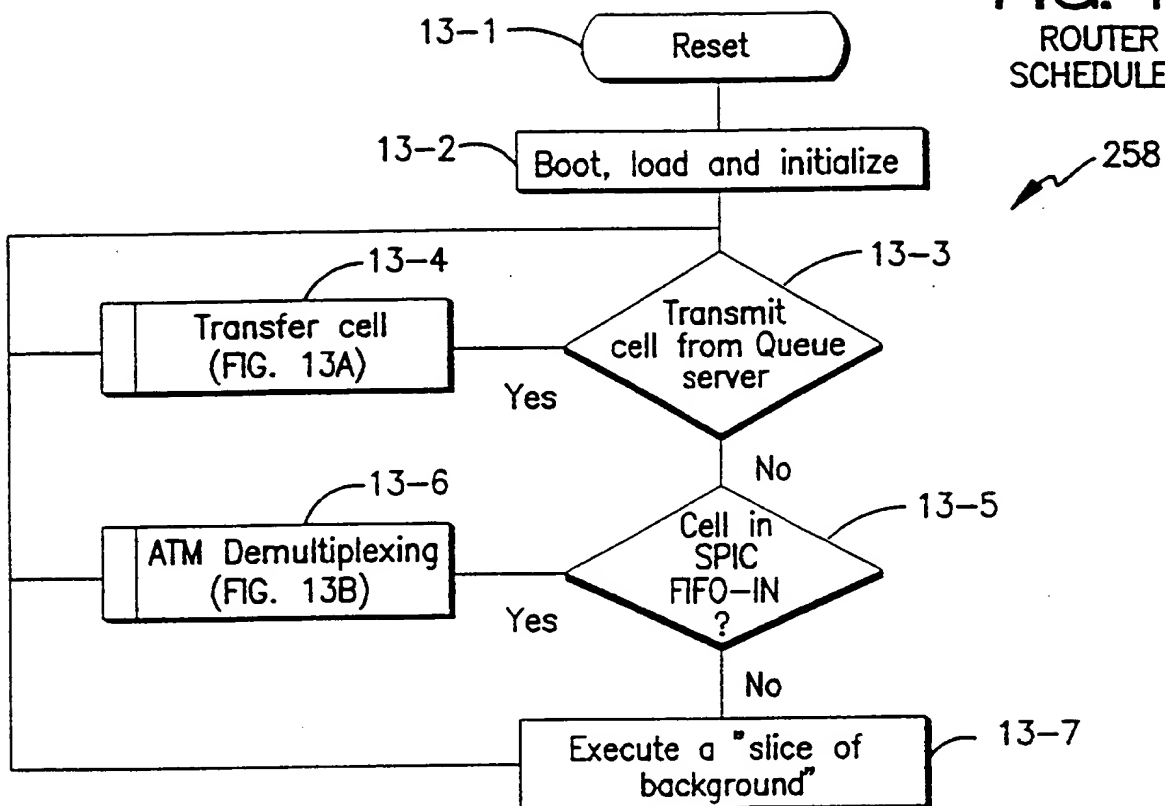 FIG. 1
ROUTER
SCHEDULE
13-1
Reset
13-2
Boot, load and initialize
258
13-4
13-3
Transfer cell
(FIG. 13A)
Transmit
cell from Queue
server
Yes
No
13-6
13-5
ATM Demultiplexing
(FIG. 13B)
Cell in
SPIC
FIFO-IN
?
Yes
No
13-7
Execute a "slice of
background"